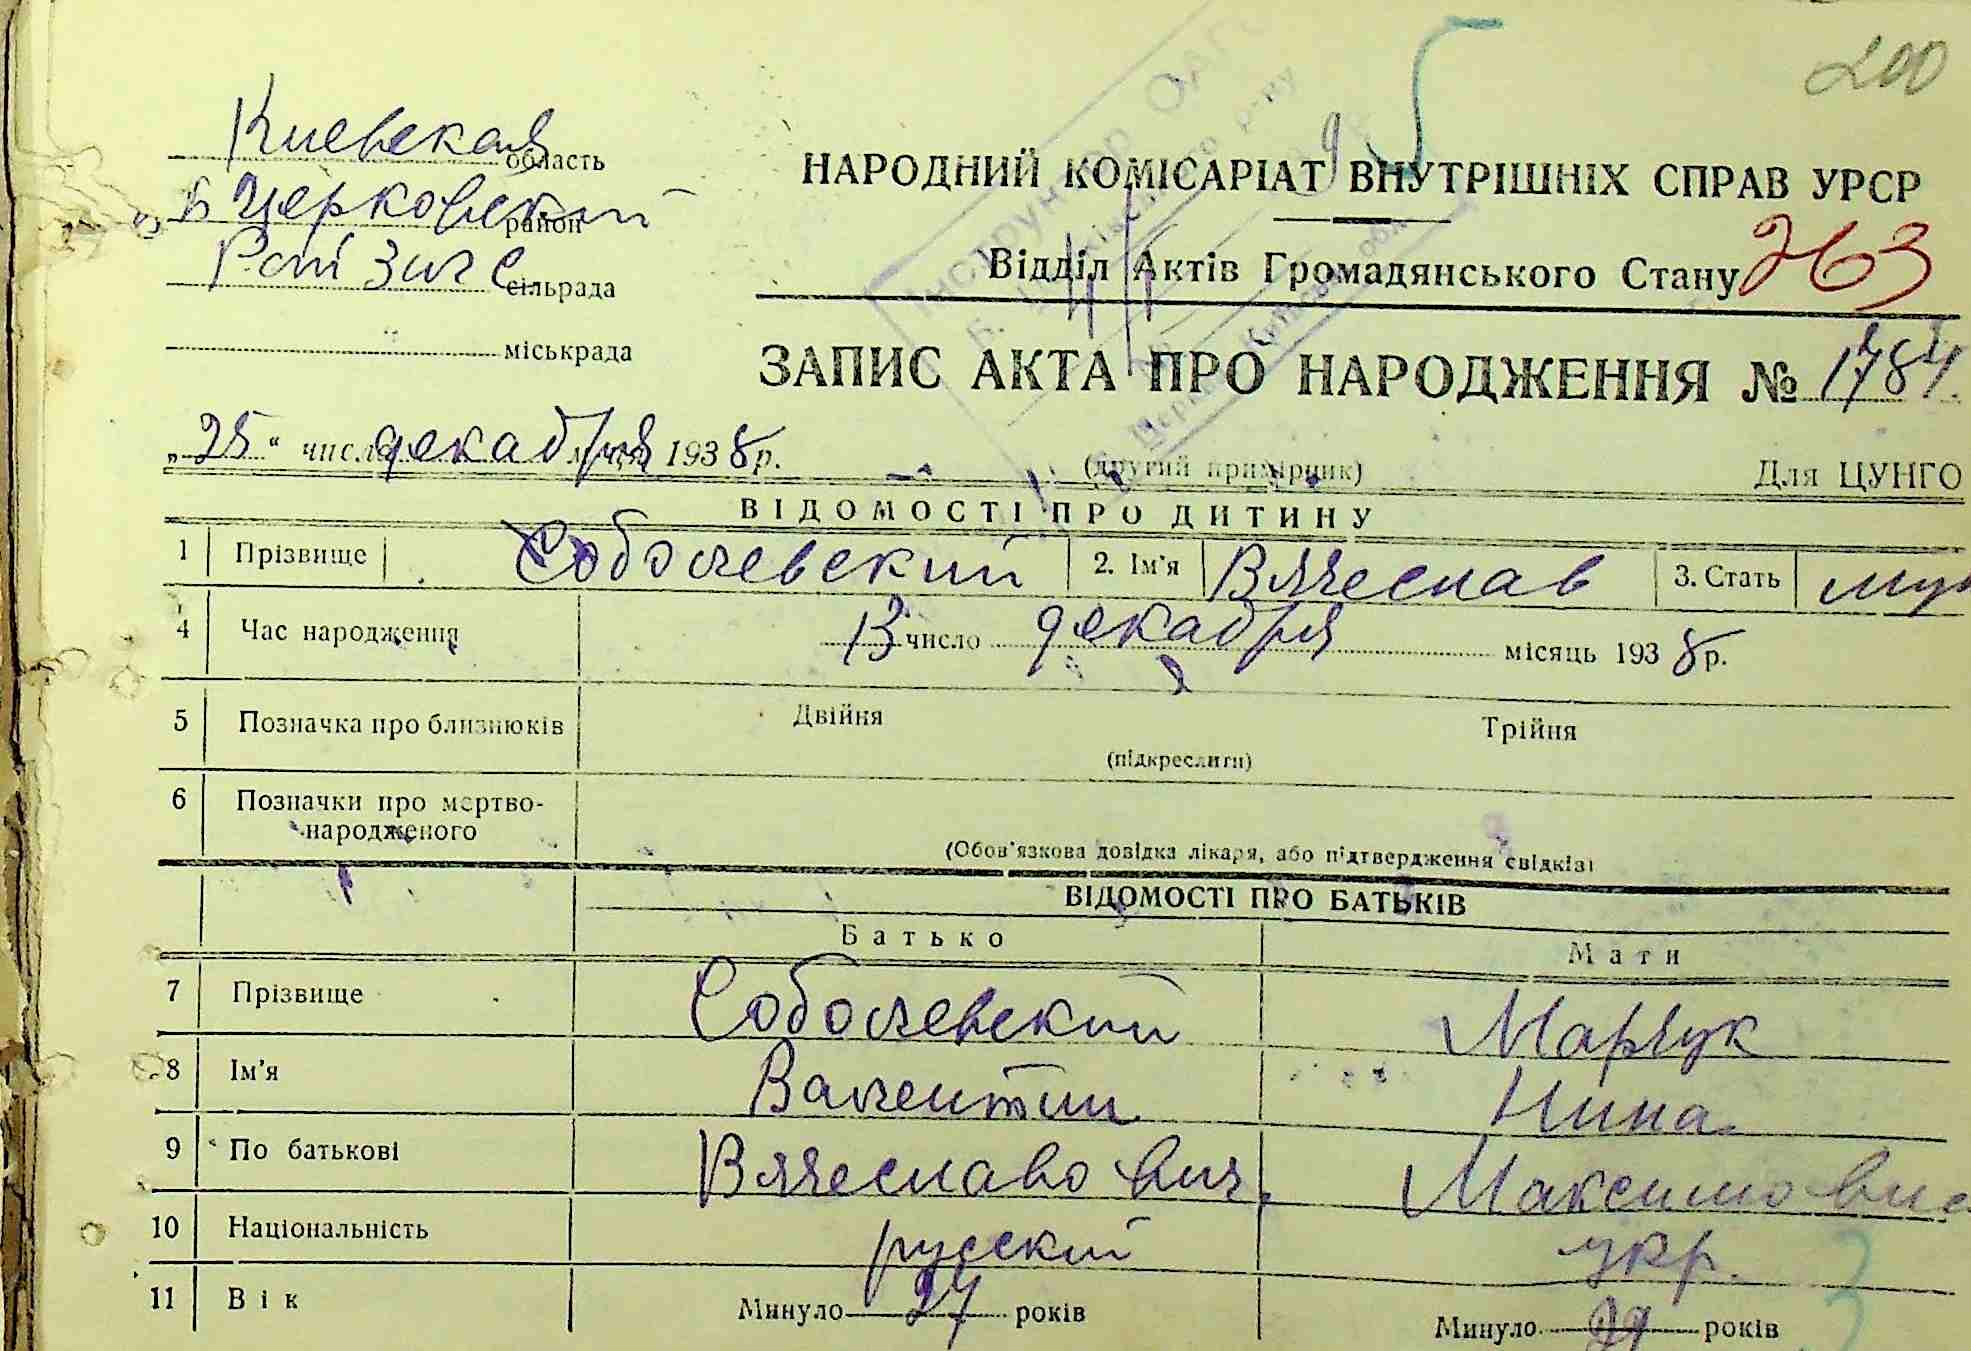 200
Киевская область
Б Церковский район
сільрада
міськрада
НАРОДНИЙ КОМІСАРІАТ ВНУТРІШНІХ СПРАВ УРСР
Відділ Актів Громадянського Стану 263
ЗАПИС АКТА ПРО НАРОДЖЕННЯ № 1784
„25“ числа декабря 1938 р.
(другий примірник) Для ЦУНГО
ВІДОМОСТІ ПРО ДИТИНУ
1 Прізвище Соболевский 2. Ім'я Вячеслав 3. Стать муж
4 Час народження 13 число декабря місяць 1938 р.
5 Позначка про близнюків Двійня Трійня
(підкреслити)
6 Позначки про мертво-
народженого
(Обов'язкова довідка лікаря, або підтвердження свідків)
ВІДОМОСТІ ПРО БАТЬКІВ
Батько Мати
7 Прізвище Соболевский Марчук
8 Ім'я Валентин Нина
9 По батькові Вячеславович Максимовна
10 Національність русский укр.
11 Вік Минуло 27 років Минуло років